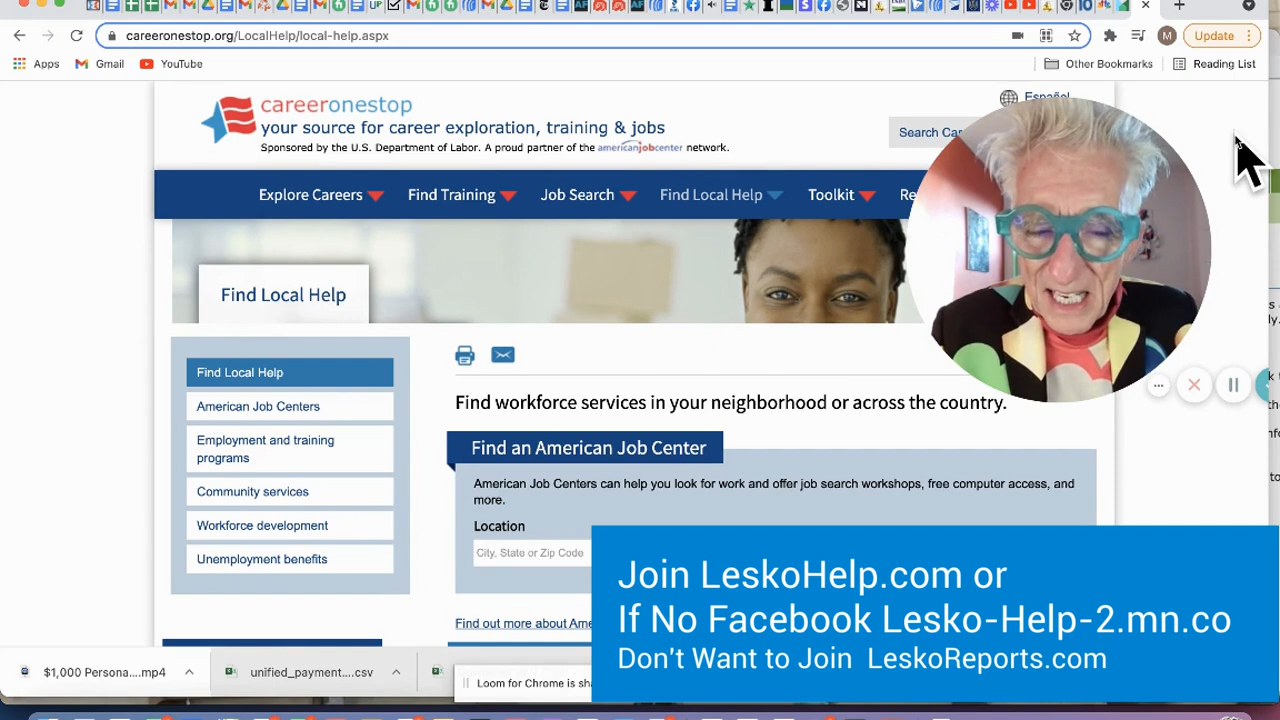 UP
AF
AF
10
careeronestop.org/LocalHelp/local-help.aspx
M
Update
Apps
Gmail
YouTube
Other Bookmarks
Reading List
careeronestop
your source for career exploration, training & jobs
Sponsored by the U.S. Department of Labor. A proud partner of the americanjobcenter network.
Español
Search
Explore Careers
Find Training
Job Search
Find Local Help
Toolkit
Find Local Help
Find Local Help
American Job Centers
Employment and training
programs
Community services
Workforce development
Unemployment benefits
Find workforce services in your neighborhood or across the country.
Find an American Job Center
American Job Centers can help you look for work and offer job search workshops, free computer access, and
more.
Location
City, State or Zip Code
Find out more about
Join LeskoHelp.com or
If No Facebook Lesko-Help-2.mn.co
Don't Want to Join LeskoReports.com
$1,000 Persona....mp4
unified_payment....csv
Loom for Chrome is